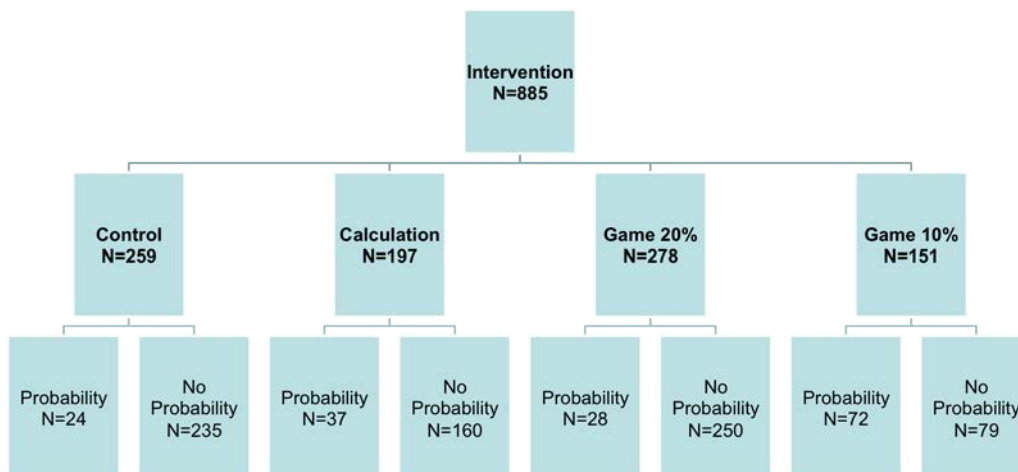 Intervention
N=885
Control
N=259
Calculation
N=197
Game 20%
N=278
Game 10%
N=151
Probability
N=24
No
Probability
N=235
Probability
N=37
No
Probability
N=160
Probability
N=28
No
Probability
N=250
Probability
N=72
No
Probability
N=79